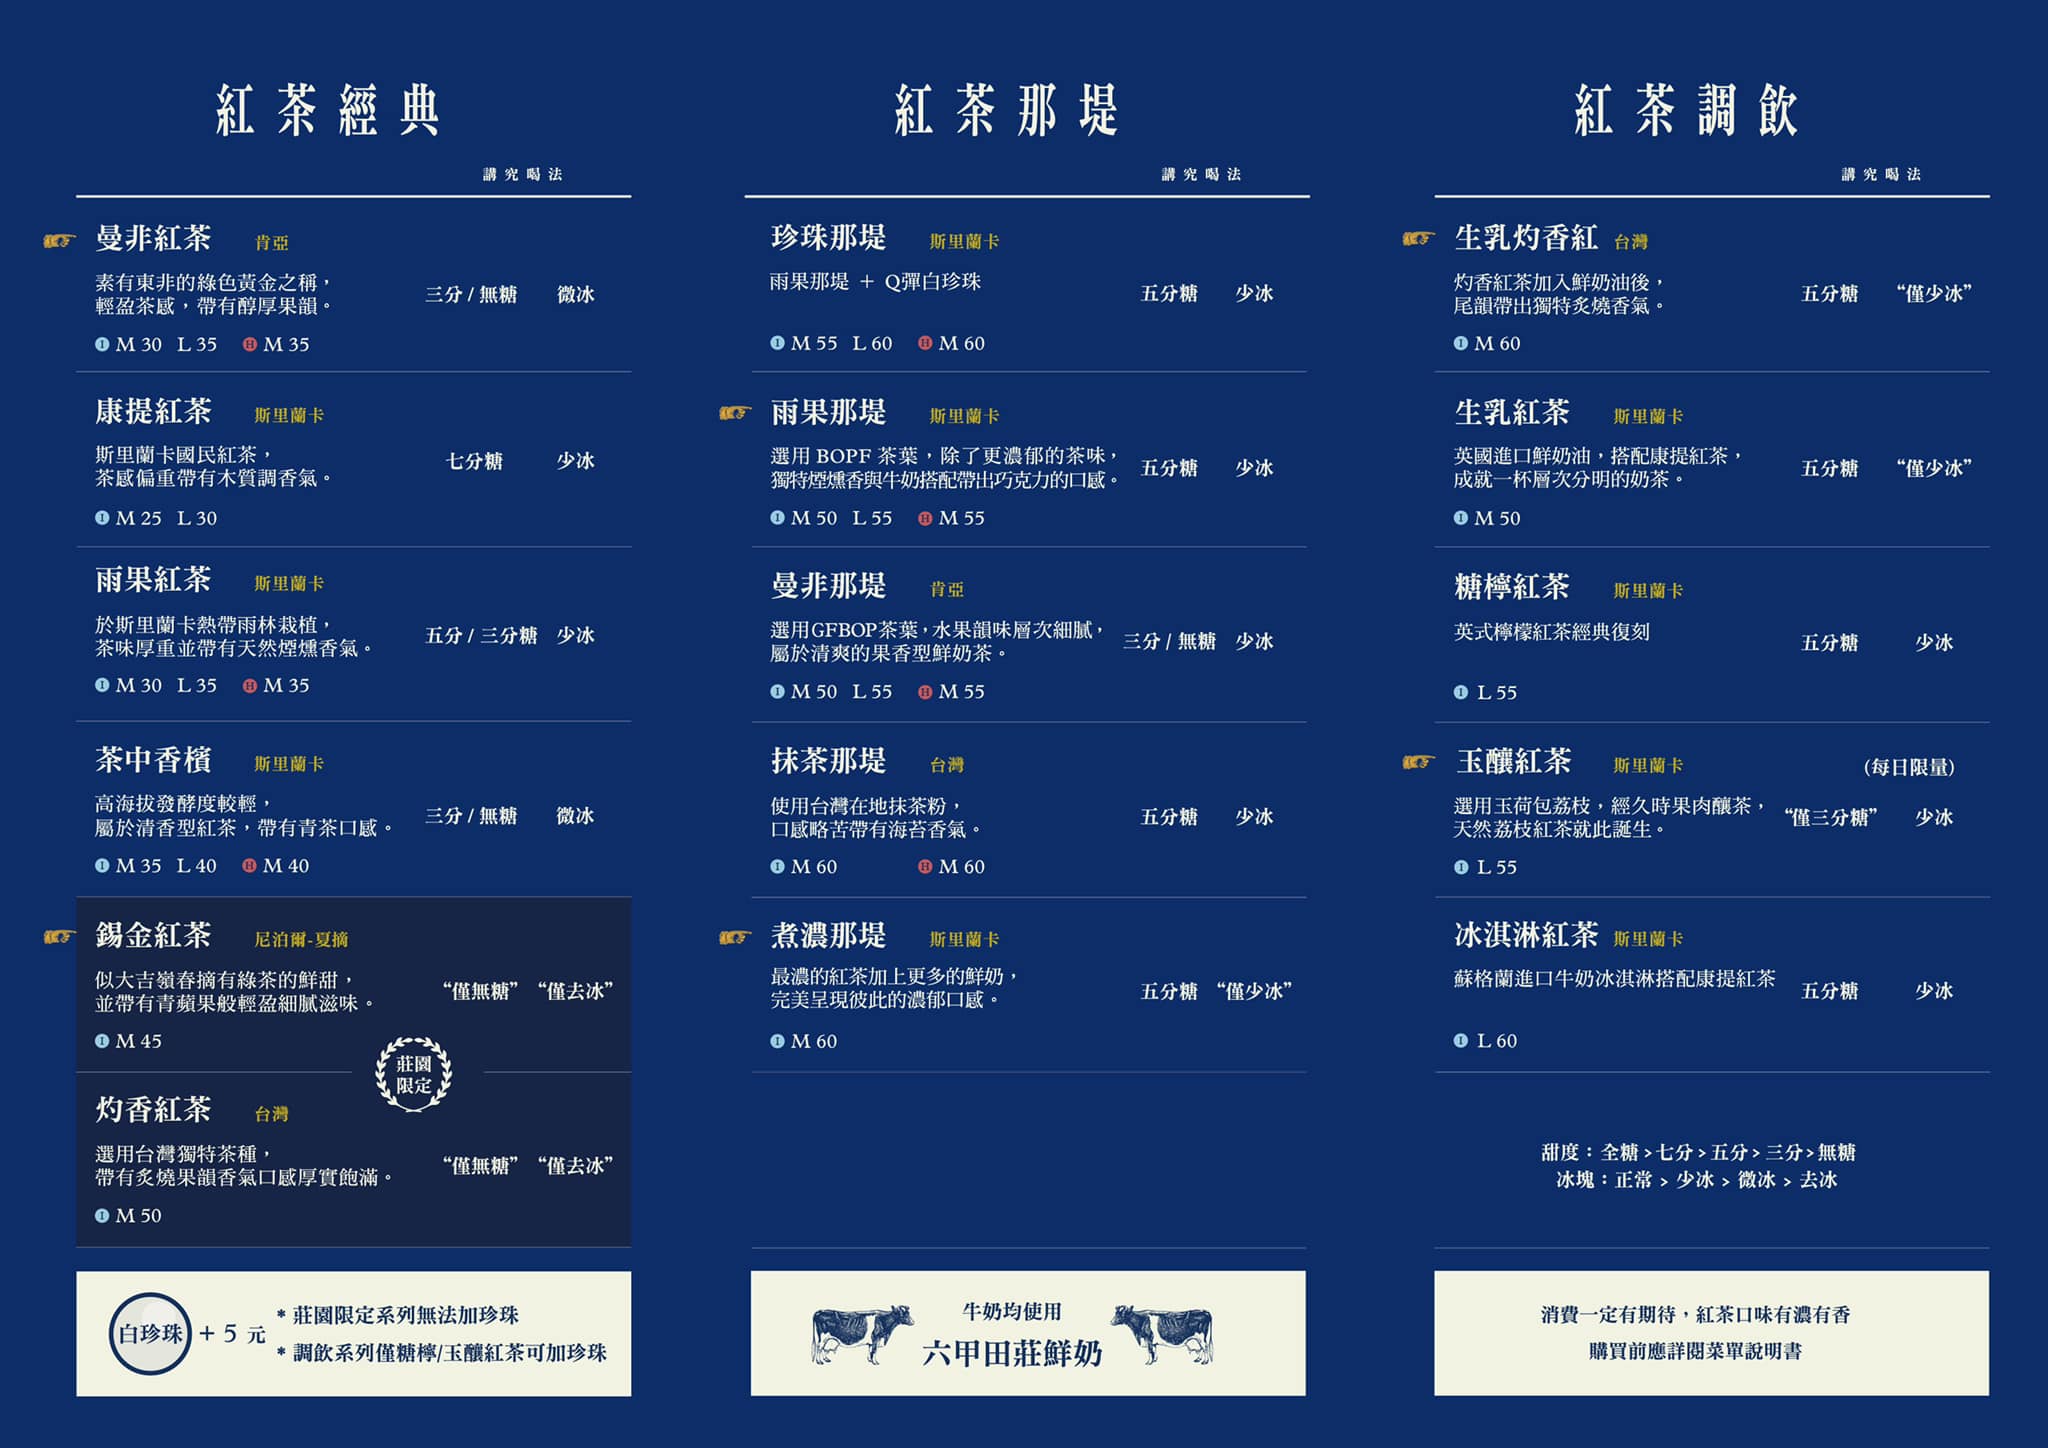 紅茶經典
講究喝法
曼非紅茶 肯亞
素有東非的綠色黃金之稱，
輕盈茶感，帶有醇厚果韻。
三分 / 無糖 微冰
I M 30 L 35 H M 35
康提紅茶 斯里蘭卡
斯里蘭卡國民紅茶，
茶感偏重帶有木質調香氣。
七分糖 少冰
I M 25 L 30
雨果紅茶 斯里蘭卡
於斯里蘭卡熱帶雨林栽植，
茶味厚重並帶有天然煙燻香氣。
五分 / 三分糖 少冰
I M 30 L 35 H M 35
茶中香檳 斯里蘭卡
高海拔發酵度較輕，
屬於清香型紅茶，帶有青茶口感。
三分 / 無糖 微冰
I M 35 L 40 H M 40
錫金紅茶 尼泊爾-夏摘
似大吉嶺春摘有綠茶的鮮甜，
並帶有青蘋果般輕盈細膩滋味。
“僅無糖” “僅去冰”
I M 45
莊園
限定
灼香紅茶 台灣
選用台灣獨特茶種，
帶有炙燒果韻香氣口感厚實飽滿。
“僅無糖” “僅去冰”
I M 50
白珍珠 + 5 元
* 莊園限定系列無法加珍珠
* 調飲系列僅糖檸/玉釀紅茶可加珍珠
紅茶那堤
講究喝法
珍珠那堤 斯里蘭卡
雨果那堤 ＋ Q彈白珍珠
五分糖 少冰
I M 55 L 60 H M 60
雨果那堤 斯里蘭卡
選用 BOPF 茶葉，除了更濃郁的茶味，
獨特煙燻香與牛奶搭配帶出巧克力的口感。
五分糖 少冰
I M 50 L 55 H M 55
曼非那堤 肯亞
選用GFBOP茶葉，水果韻味層次細膩，
屬於清爽的果香型鮮奶茶。
三分 / 無糖 少冰
I M 50 L 55 H M 55
抹茶那堤 台灣
使用台灣在地抹茶粉，
口感略苦帶有海苔香氣。
五分糖 少冰
I M 60 H M 60
煮濃那堤 斯里蘭卡
最濃的紅茶加上更多的鮮奶，
完美呈現彼此的濃郁口感。
五分糖 “僅少冰”
I M 60
牛奶均使用
六甲田莊鮮奶
紅茶調飲
講究喝法
生乳灼香紅 台灣
灼香紅茶加入鮮奶油後，
尾韻帶出獨特炙燒香氣。
五分糖 “僅少冰”
I M 60
生乳紅茶 斯里蘭卡
英國進口鮮奶油，搭配康提紅茶，
成就一杯層次分明的奶茶。
五分糖 “僅少冰”
I M 50
糖檸紅茶 斯里蘭卡
英式檸檬紅茶經典復刻
五分糖 少冰
I L 55
玉釀紅茶 斯里蘭卡 (每日限量)
選用玉荷包荔枝，經久時果肉釀茶，
天然荔枝紅茶就此誕生。
“僅三分糖” 少冰
I L 55
冰淇淋紅茶 斯里蘭卡
蘇格蘭進口牛奶冰淇淋搭配康提紅茶
五分糖 少冰
I L 60
甜度：全糖 > 七分 > 五分 > 三分 > 無糖
冰塊：正常 > 少冰 > 微冰 > 去冰
消費一定有期待，紅茶口味有濃有香
購買前應詳閱菜單說明書